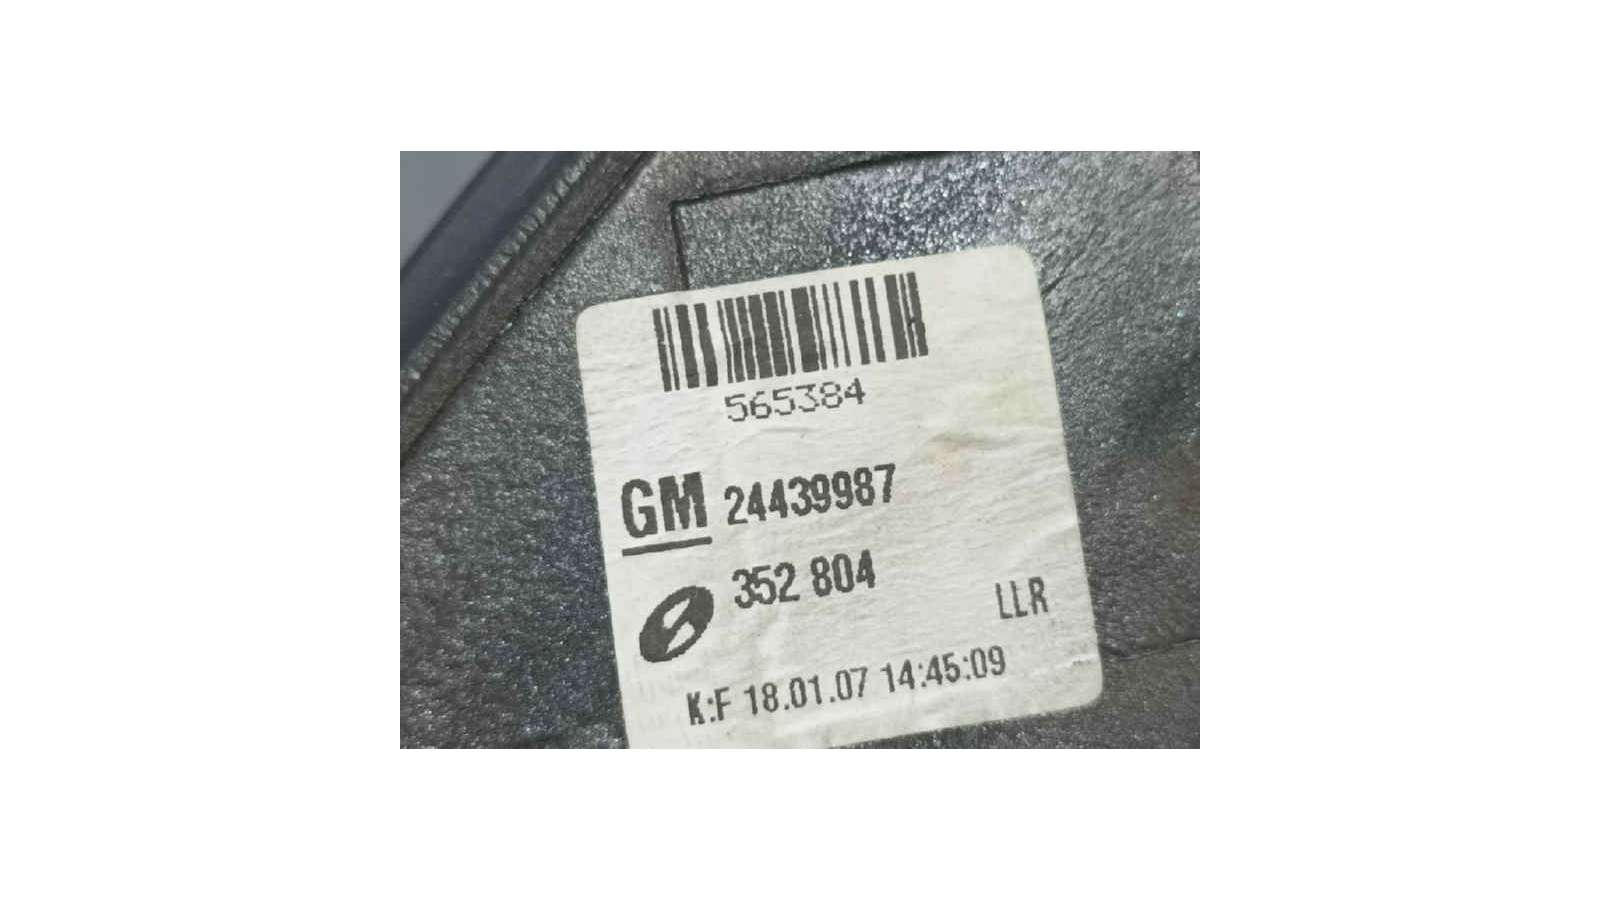 565384
GM 24439987
352 804
LLR
K:F 18.01.07 14:45:09